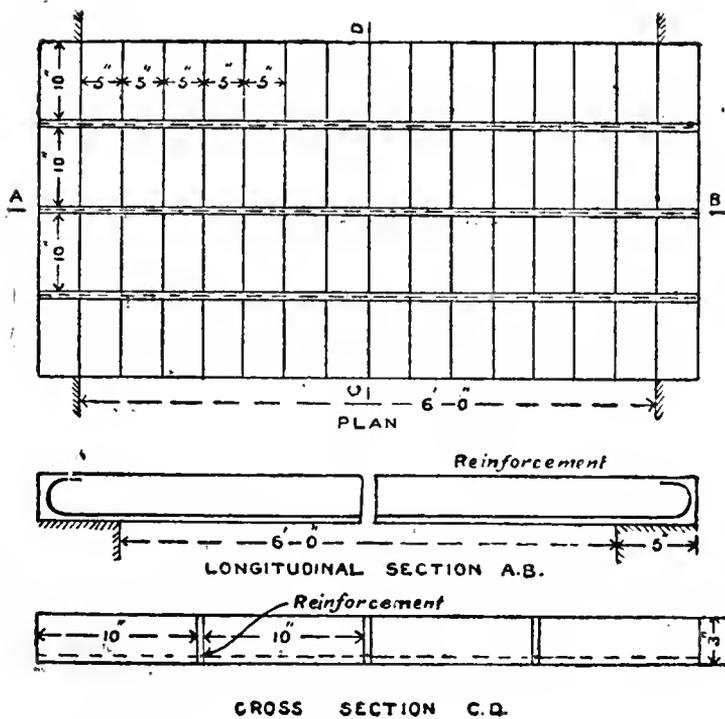 D
10"
5" 5" 5" 5" 5"
10"
A
B
10"
C
6'-0"
PLAN
Reinforcement
6'-0"
5"
LONGITUDINAL SECTION A.B.
Reinforcement
10"
10"
3"
CROSS SECTION C.D.